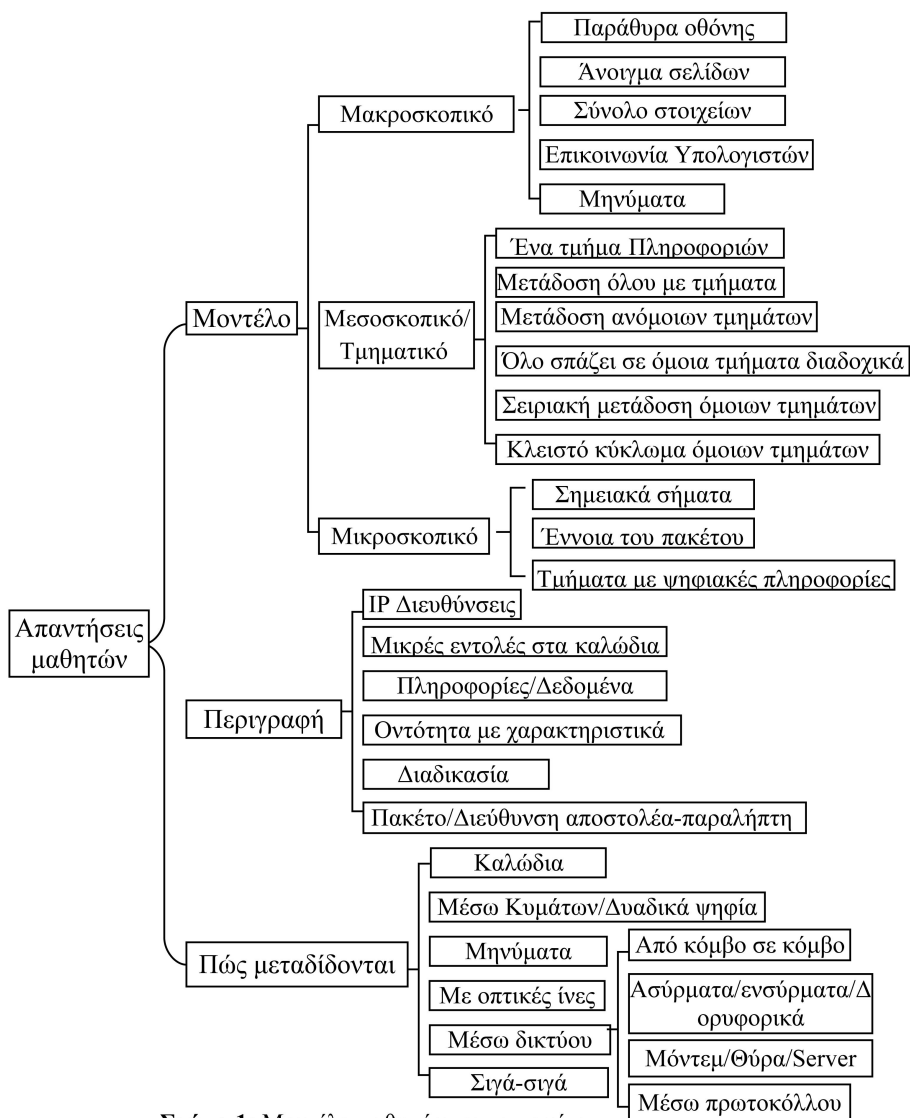 Παράθυρα οθόνης
Άνοιγμα σελίδων
Μακροσκοπικό
Σύνολο στοιχείων
Επικοινωνία Υπολογιστών
Μηνύματα
Ένα τμήμα Πληροφοριών
Μετάδοση όλου με τμήματα
Μοντέλο
Μεσοσκοπικό/
Τμηματικό
Μετάδοση ανόμοιων τμημάτων
Όλο σπάζει σε όμοια τμήματα διαδοχικά
Σειριακή μετάδοση όμοιων τμημάτων
Κλειστό κύκλωμα όμοιων τμημάτων
Σημειακά σήματα
Μικροσκοπικό
Έννοια του πακέτου
Τμήματα με ψηφιακές πληροφορίες
Απαντήσεις
μαθητών
IP Διευθύνσεις
Μικρές εντολές στα καλώδια
Πληροφορίες/Δεδομένα
Περιγραφή
Οντότητα με χαρακτηριστικά
Διαδικασία
Πακέτο/Διεύθυνση αποστολέα-παραλήπτη
Καλώδια
Μέσω Κυμάτων/Δυαδικά ψηφία
Πώς μεταδίδονται
Μηνύματα
Με οπτικές ίνες
Μέσω δικτύου
Σιγά-σιγά
Από κόμβο σε κόμβο
Ασύρματα/ενσύρματα/Δ
ορυφορικά
Μόντεμ/Θύρα/Server
Μέσω πρωτοκόλλου